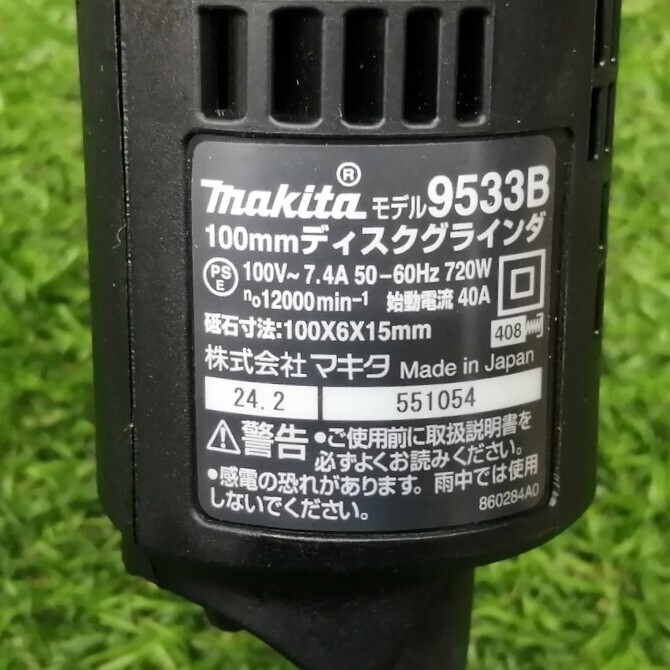 makita® モデル9533B
100mmディスクグラインダ
PSE 100V~ 7.4A 50-60Hz 720W
n₀12000min⁻¹ 始動電流 40A
砥石寸法:100X6X15mm 408
株式会社 マキタ Made in Japan
24.2 551054
⚠警告 •ご使用前に取扱説明書を
必ずよくお読みください。
•感電の恐れがあります。雨中では使用
しないでください。 860284A0